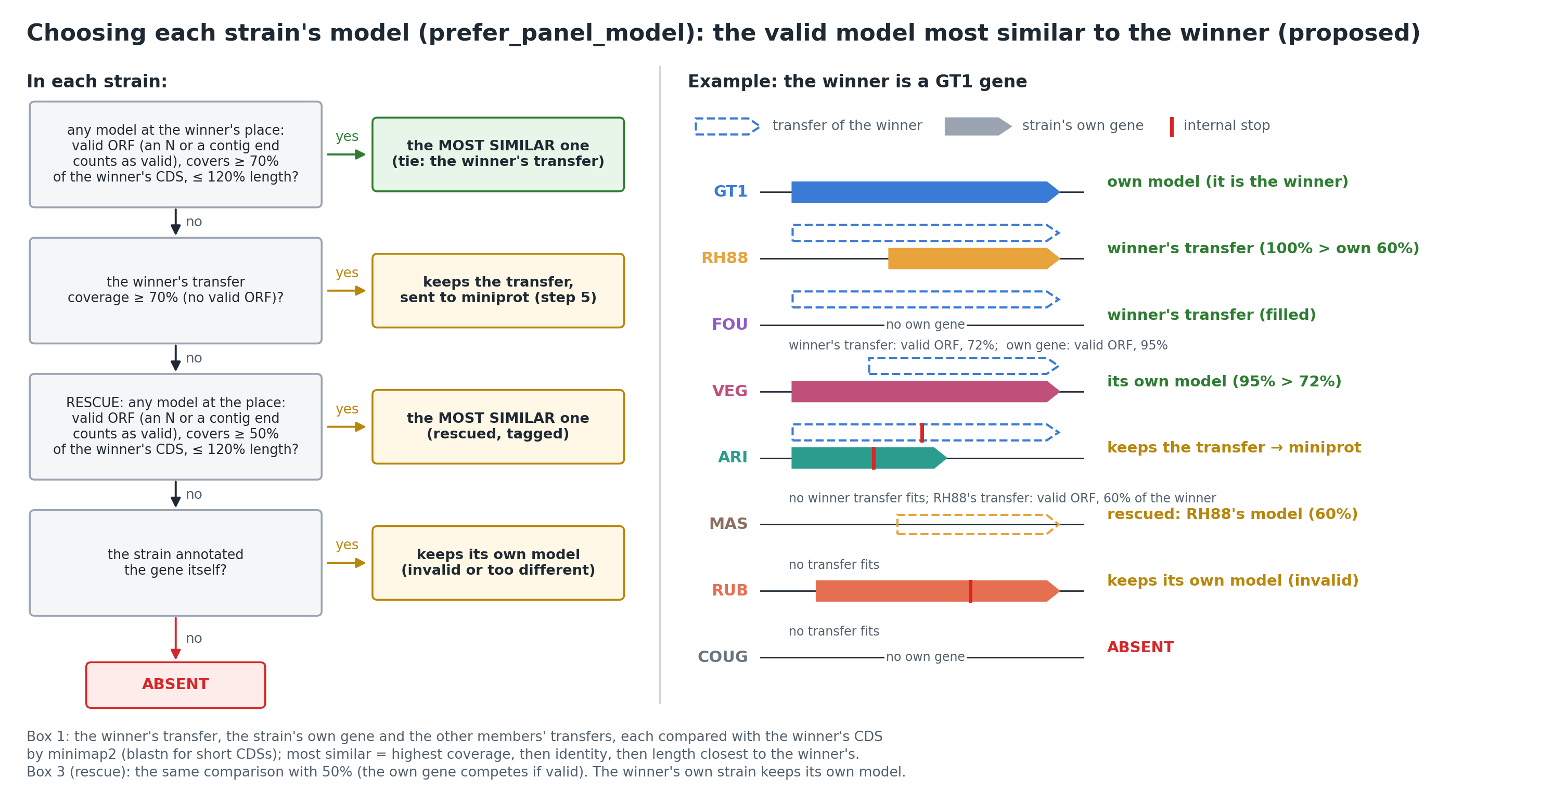 Choosing each strain's model (prefer_panel_model): the valid model most similar to the winner (proposed)
In each strain:
any model at the winner's place:
valid ORF (an N or a contig end
counts as valid), covers ≥ 70%
of the winner's CDS, ≤ 120% length?
yes
the MOST SIMILAR one
(tie: the winner's transfer)
no
the winner's transfer
coverage ≥ 70% (no valid ORF)?
yes
keeps the transfer,
sent to miniprot (step 5)
no
RESCUE: any model at the place:
valid ORF (an N or a contig end
counts as valid), covers ≥ 50%
of the winner's CDS, ≤ 120% length?
yes
the MOST SIMILAR one
(rescued, tagged)
no
the strain annotated
the gene itself?
yes
keeps its own model
(invalid or too different)
no
ABSENT
Example: the winner is a GT1 gene
transfer of the winner
strain's own gene
internal stop
GT1
own model (it is the winner)
RH88
winner's transfer (100% > own 60%)
FOU
no own gene
winner's transfer (filled)
winner's transfer: valid ORF, 72%;  own gene: valid ORF, 95%
VEG
its own model (95% > 72%)
ARI
keeps the transfer → miniprot
no winner transfer fits; RH88's transfer: valid ORF, 60% of the winner
MAS
rescued: RH88's model (60%)
no transfer fits
RUB
keeps its own model (invalid)
no transfer fits
COUG
no own gene
ABSENT
Box 1: the winner's transfer, the strain's own gene and the other members' transfers, each compared with the winner's CDS
by minimap2 (blastn for short CDSs); most similar = highest coverage, then identity, then length closest to the winner's.
Box 3 (rescue): the same comparison with 50% (the own gene competes if valid). The winner's own strain keeps its own model.